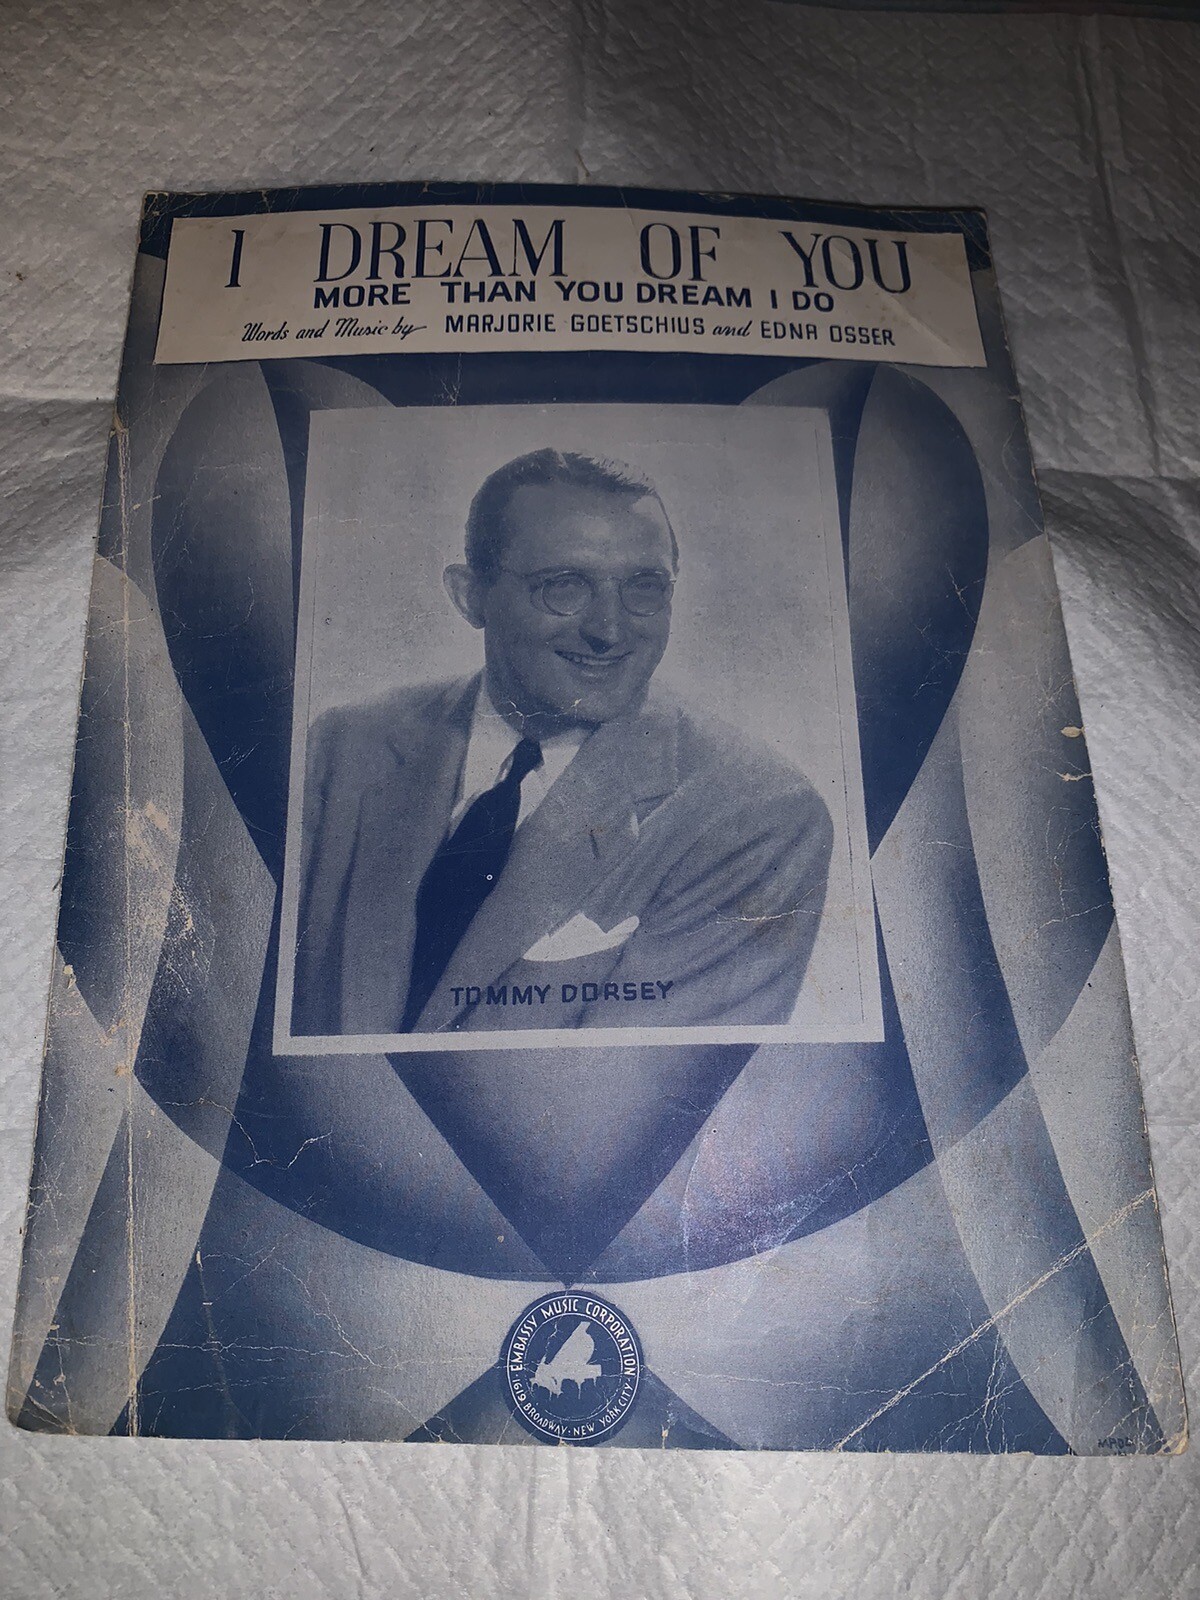 I DREAM OF YOU
MORE THAN YOU DREAM I DO
Words and Music by MARJORIE GOETSCHIUS and EDNA OSSER
TOMMY DORSEY
EMBASSY MUSIC CORPORATION
1619 BROADWAY · NEW YORK CITY